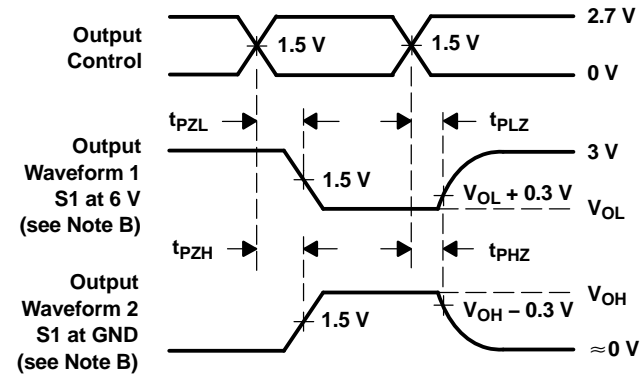 2.7 V
Output
Control
1.5 V
1.5 V
0 V
tPZL
tPLZ
Output
Waveform 1
S1 at 6 V
(see Note B)
3 V
1.5 V
VOL + 0.3 V
VOL
tPZH
tPHZ
Output
Waveform 2
S1 at GND
(see Note B)
VOH
VOH − 0.3 V
1.5 V
≈0 V